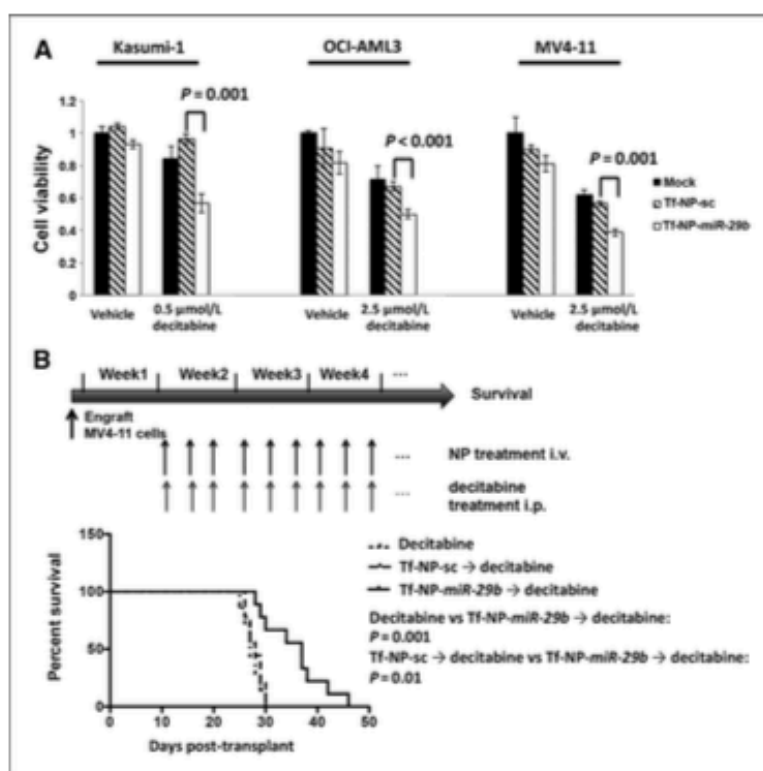 A
Kasumi-1 OCI-AML3 MV4-11
P = 0.001
P < 0.001
P = 0.001
Cell viability
1.2
1
0.8
0.6
0.4
0.2
0
Mock
Tf-NP-sc
Tf-NP-miR-29b
Vehicle 0.5 µmol/L decitabine
Vehicle 2.5 µmol/L decitabine
Vehicle 2.5 µmol/L decitabine
B
Week1 Week2 Week3 Week4 ...
Survival
Engraft
MV4-11 cells
... NP treatment i.v.
... decitabine
treatment i.p.
Percent survival
150
100
50
0
0 10 20 30 40 50
Days post-transplant
Decitabine
Tf-NP-sc → decitabine
Tf-NP-miR-29b → decitabine
Decitabine vs Tf-NP-miR-29b → decitabine:
P = 0.001
Tf-NP-sc → decitabine vs Tf-NP-miR-29b → decitabine:
P = 0.01